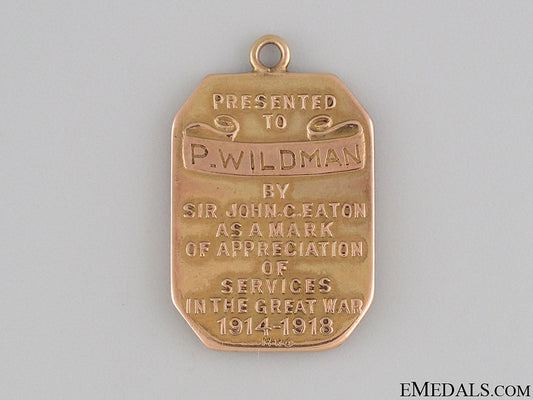 PRESENTED
TO
P. WILDMAN
BY
SIR JOHN.C.EATON
AS A MARK
OF APPRECIATION
OF
SERVICES
IN THE GREAT WAR
1914-1918
EMEDALS.COM